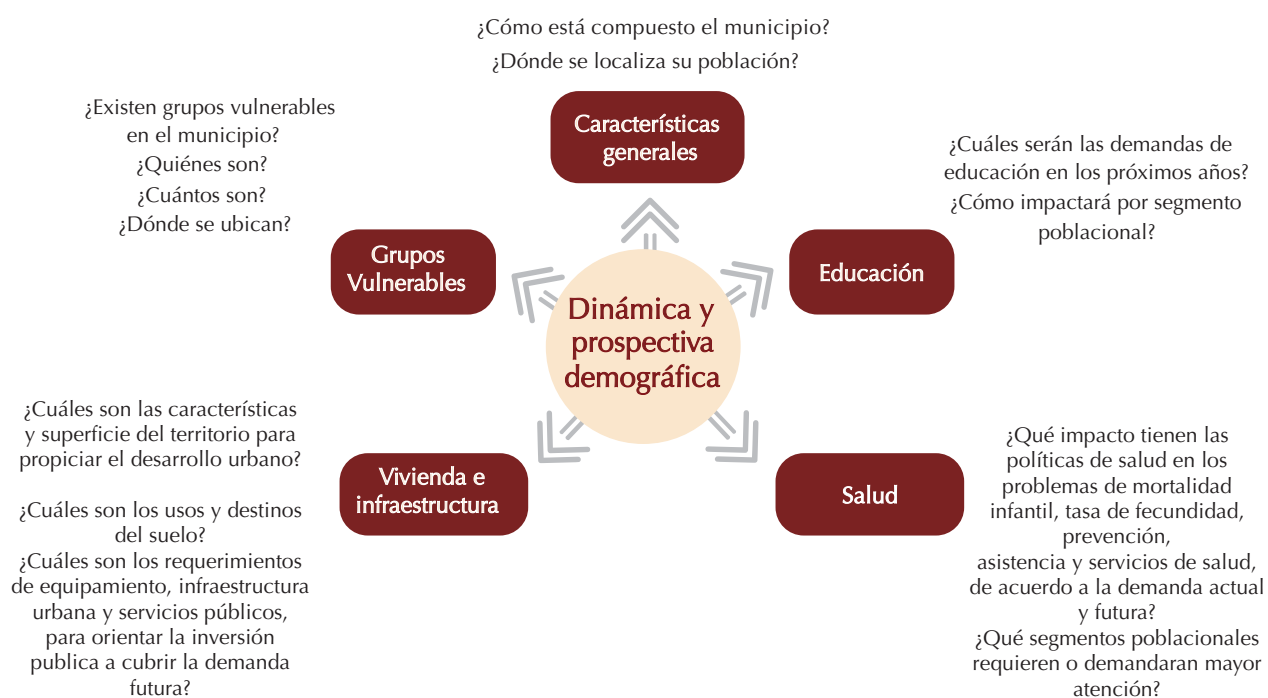 ¿Cómo está compuesto el municipio?
¿Dónde se localiza su población?
Características
generales
¿Existen grupos vulnerables
en el municipio?
¿Quiénes son?
¿Cuántos son?
¿Dónde se ubican?
Grupos
Vulnerables
¿Cuáles serán las demandas de
educación en los próximos años?
¿Cómo impactará por segmento
poblacional?
Educación
Dinámica y
prospectiva
demográfica
¿Cuáles son las características
y superficie del territorio para
propiciar el desarrollo urbano?
¿Cuáles son los usos y destinos
del suelo?
¿Cuáles son los requerimientos
de equipamiento, infraestructura
urbana y servicios públicos,
para orientar la inversión
publica a cubrir la demanda
futura?
Vivienda e
infraestructura
Salud
¿Qué impacto tienen las
políticas de salud en los
problemas de mortalidad
infantil, tasa de fecundidad,
prevención,
asistencia y servicios de salud,
de acuerdo a la demanda actual
y futura?
¿Qué segmentos poblacionales
requieren o demandaran mayor
atención?